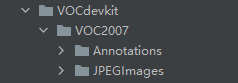 VOCdevkit
VOC2007
Annotations
JPEGImages